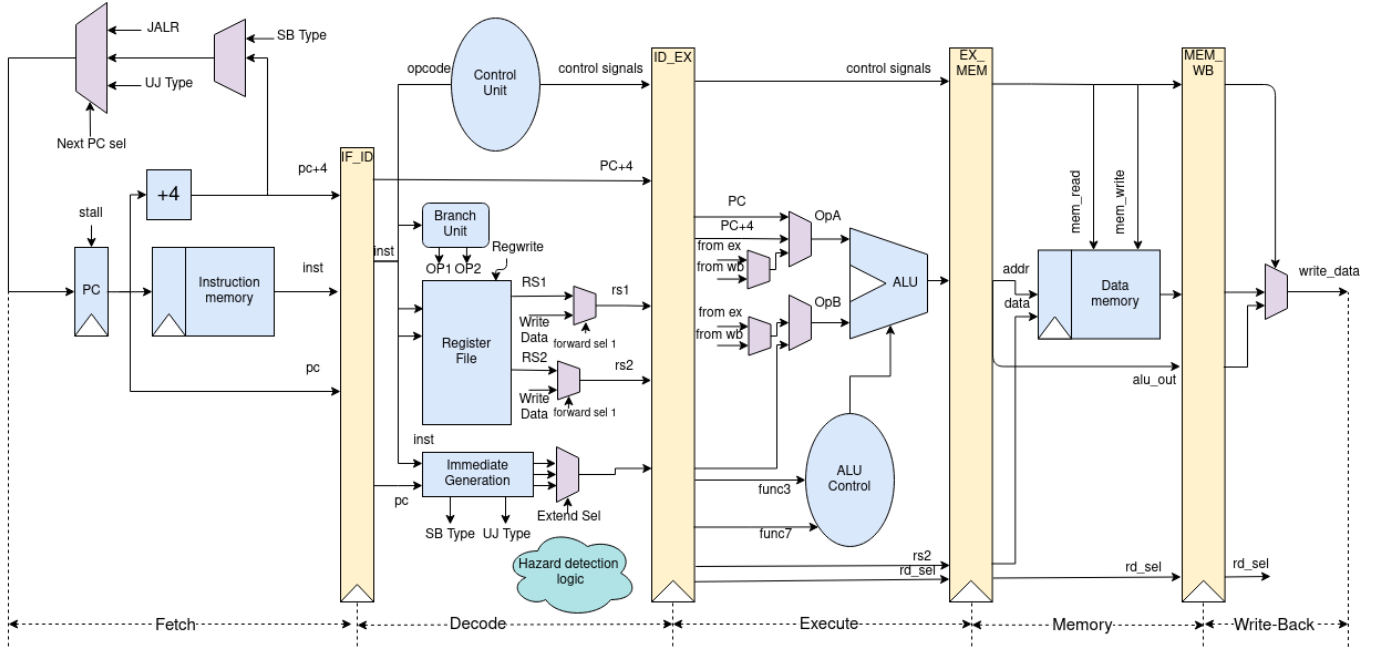 JALR
SB Type
UJ Type
Next PC sel
+4
pc+4
stall
PC
Instruction
memory
inst
pc
IF_ID
opcode
Control
Unit
control signals
PC+4
inst
Branch
Unit
OP1 OP2
Regwrite
Register
File
RS1
Write
Data
rs1
forward sel 1
RS2
Write
Data
rs2
forward sel 1
inst
pc
Immediate
Generation
SB Type
UJ Type
Extend Sel
Hazard detection
logic
ID_EX
control signals
PC
PC+4
from ex
from wb
OpA
from ex
from wb
OpB
ALU
ALU
Control
func3
func7
rs2
rd_sel
EX_
MEM
mem_read
mem_write
addr
data
Data
memory
alu_out
rd_sel
MEM_
WB
write_data
rd_sel
Fetch
Decode
Execute
Memory
Write-Back